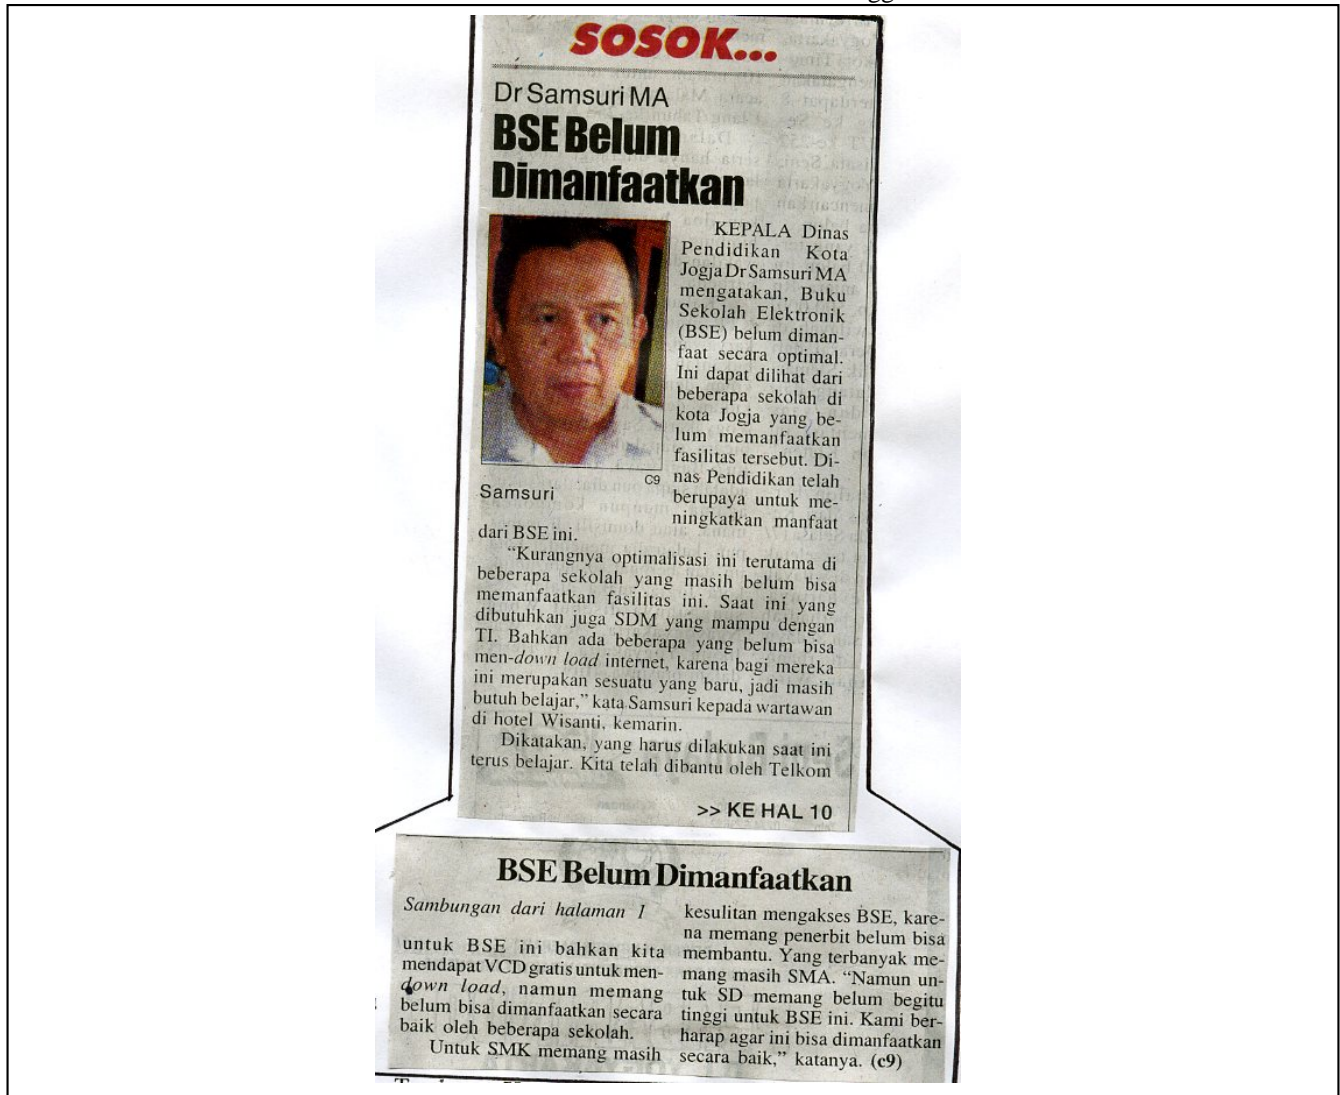 SOSOK...
Dr Samsuri MA
BSE Belum
Dimanfaatkan
KEPALA Dinas
Pendidikan Kota
Jogja Dr Samsuri MA
mengatakan, Buku
Sekolah Elektronik
(BSE) belum diman-
faat secara optimal.
Ini dapat dilihat dari
beberapa sekolah di
kota Jogja yang be-
lum memanfaatkan
fasilitas tersebut. Di-
nas Pendidikan telah
berupaya untuk me-
ningkatkan manfaat
C9
Samsuri
dari BSE ini.
“Kurangnya optimalisasi ini terutama di
beberapa sekolah yang masih belum bisa
memanfaatkan fasilitas ini. Saat ini yang
dibutuhkan juga SDM yang mampu dengan
TI. Bahkan ada beberapa yang belum bisa
men-down load internet, karena bagi mereka
ini merupakan sesuatu yang baru, jadi masih
butuh belajar,” kata Samsuri kepada wartawan
di hotel Wisanti, kemarin.
Dikatakan, yang harus dilakukan saat ini
terus belajar. Kita telah dibantu oleh Telkom
>> KE HAL 10
BSE Belum Dimanfaatkan
Sambungan dari halaman 1
untuk BSE ini bahkan kita
mendapat VCD gratis untuk men-
down load, namun memang
belum bisa dimanfaatkan secara
baik oleh beberapa sekolah.
Untuk SMK memang masih
kesulitan mengakses BSE, kare-
na memang penerbit belum bisa
membantu. Yang terbanyak me-
mang masih SMA. “Namun un-
tuk SD memang belum begitu
tinggi untuk BSE ini. Kami ber-
harap agar ini bisa dimanfaatkan
secara baik,” katanya. (c9)